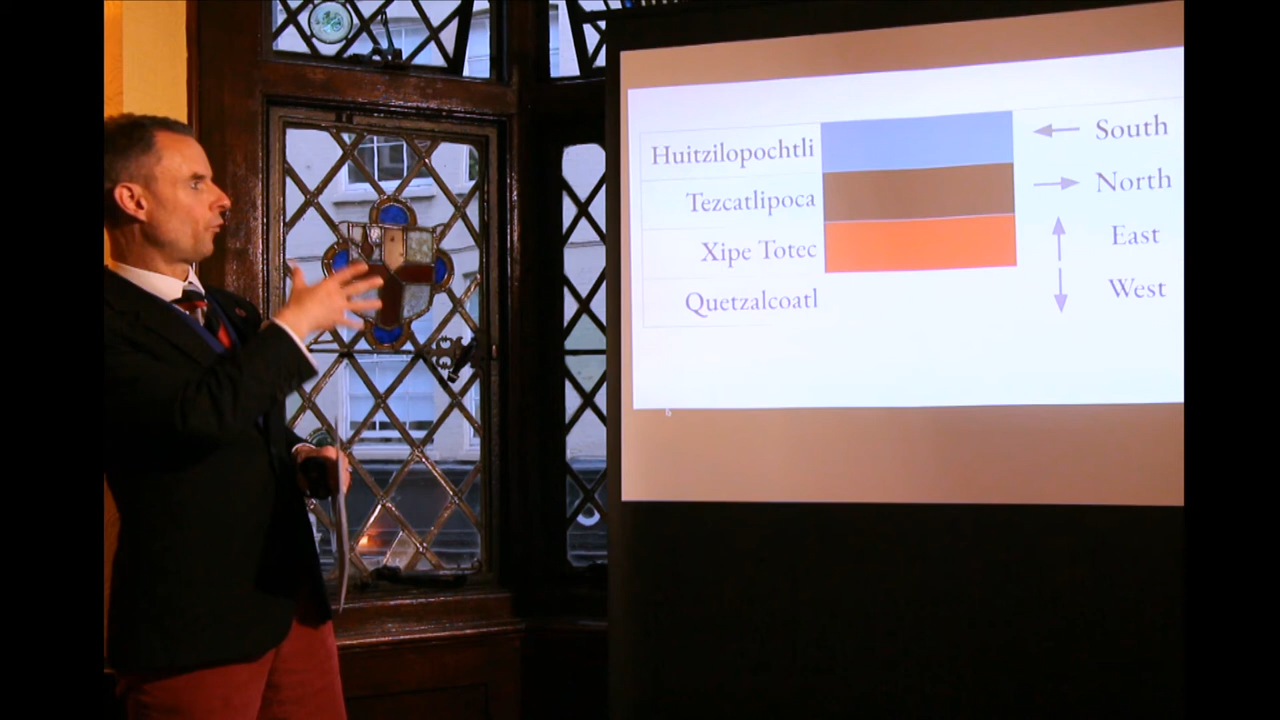 Huitzilopochtli ← South
Tezcatlipoca → North
Xipe Totec ↑ East
Quetzalcoatl ↓ West